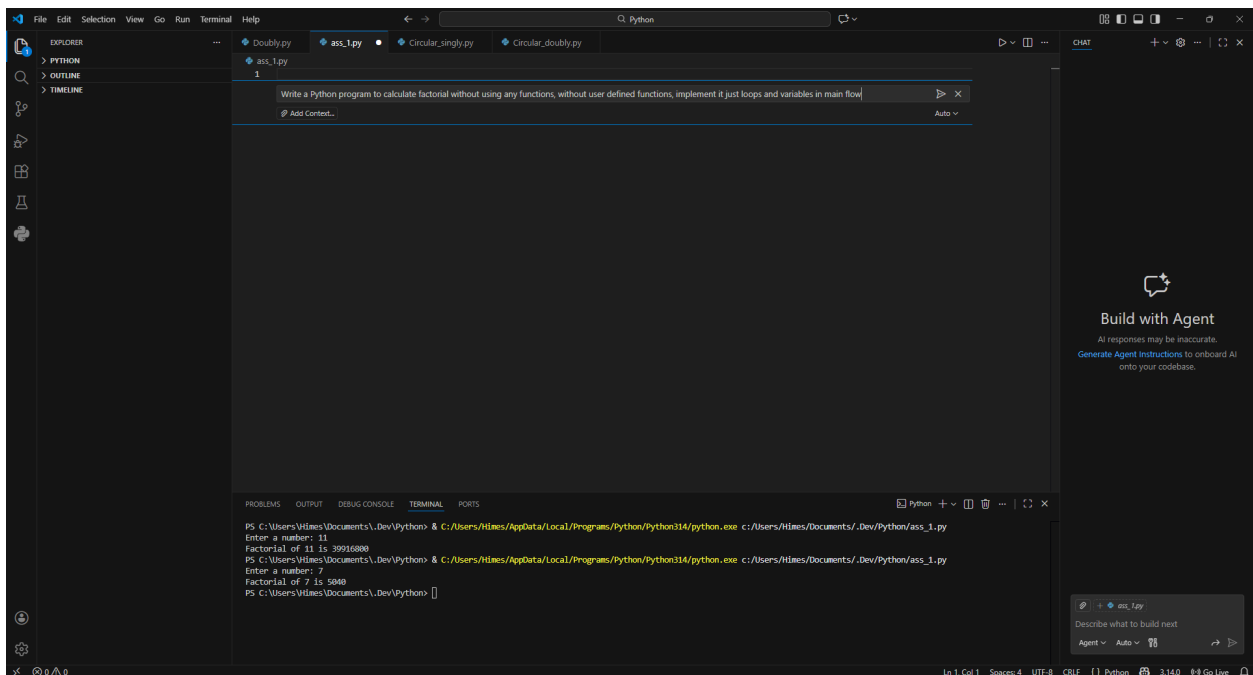 File Edit Selection View Go Run Terminal Help
Python
EXPLORER
PYTHON
OUTLINE
TIMELINE
1
Doubly.py
ass_1.py
Circular_singly.py
Circular_doubly.py
ass_1.py
1
Write a Python program to calculate factorial without using any functions, without user defined functions, implement it just loops and variables in main flow
Add Context...
Auto
PROBLEMS OUTPUT DEBUG CONSOLE TERMINAL PORTS
Python
PS C:\Users\Himes\Documents\.Dev\Python> & C:/Users/Himes/AppData/Local/Programs/Python/Python314/python.exe c:/Users/Himes/Documents/.Dev/Python/ass_1.py
Enter a number: 11
Factorial of 11 is 39916800
PS C:\Users\Himes\Documents\.Dev\Python> & C:/Users/Himes/AppData/Local/Programs/Python/Python314/python.exe c:/Users/Himes/Documents/.Dev/Python/ass_1.py
Enter a number: 7
Factorial of 7 is 5040
PS C:\Users\Himes\Documents\.Dev\Python>
CHAT
Build with Agent
AI responses may be inaccurate.
Generate Agent Instructions to onboard AI
onto your codebase.
ass_1.py
Describe what to build next
Agent Auto
0 0
Ln 1, Col 1 Spaces: 4 UTF-8 CRLF { } Python 3.14.0 Go Live